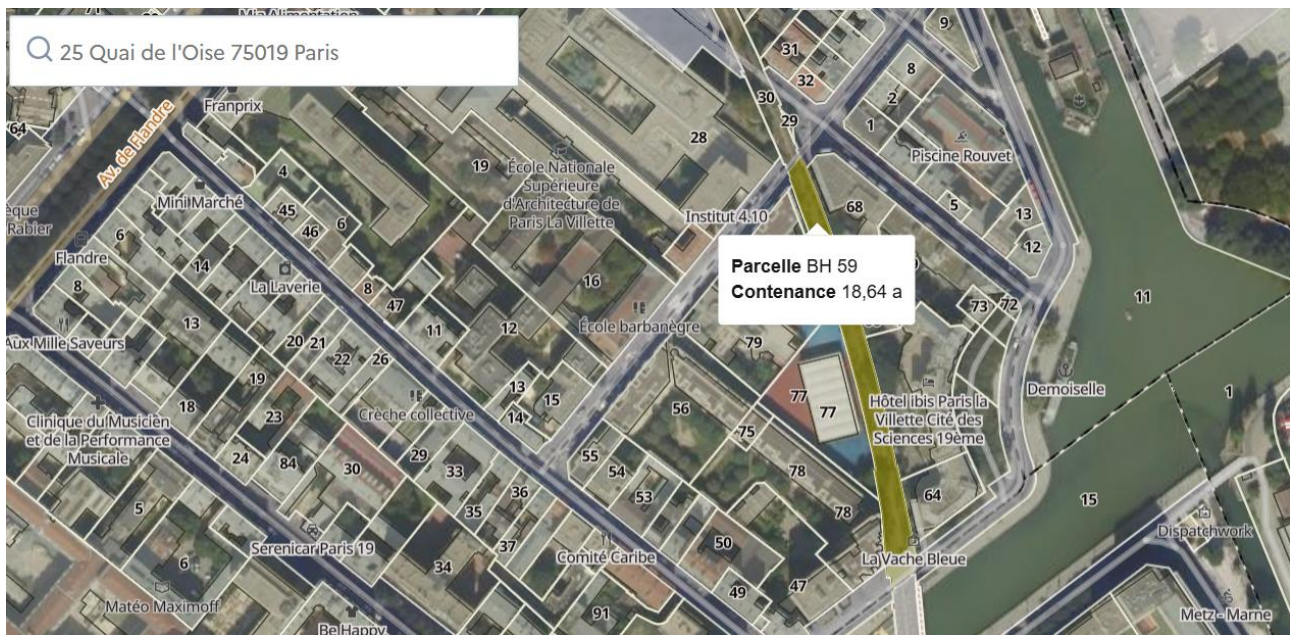 71
Mia Alimentation
25 Quai de l'Oise 75019 Paris
64
Av. de Flandre
Franprix
31
32
30
29
9
8
2
1
28
19
École Nationale
Supérieure
d'Architecture de
Paris La Villette
Piscine Rouvet
4
45
46
6
Mini Marché
èque
Rabier
6
Flandre
8
14
La Laverie
8
47
16
Institut 4.10
68
5
13
12
Parcelle BH 59
Contenance 18,64 a
13
20
21
22
26
11
12
École barbanègre
79
73
72
11
Aux Mille Saveurs
19
18
23
Crèche collective
13
14
15
56
77
77
Hôtel ibis Paris la
Villette Cité des
Sciences 19ème
Demoiselle
1
Clinique du Musicien
et de la Performance
Musicale
24
84
30
29
33
35
36
55
54
53
75
78
78
64
15
5
6
Serenicar Paris 19
34
37
Comité Caribe
50
49
47
La Vache Bleue
Dispatchwork
Matéo Maximoff
Be Happy
91
Metz - Marne